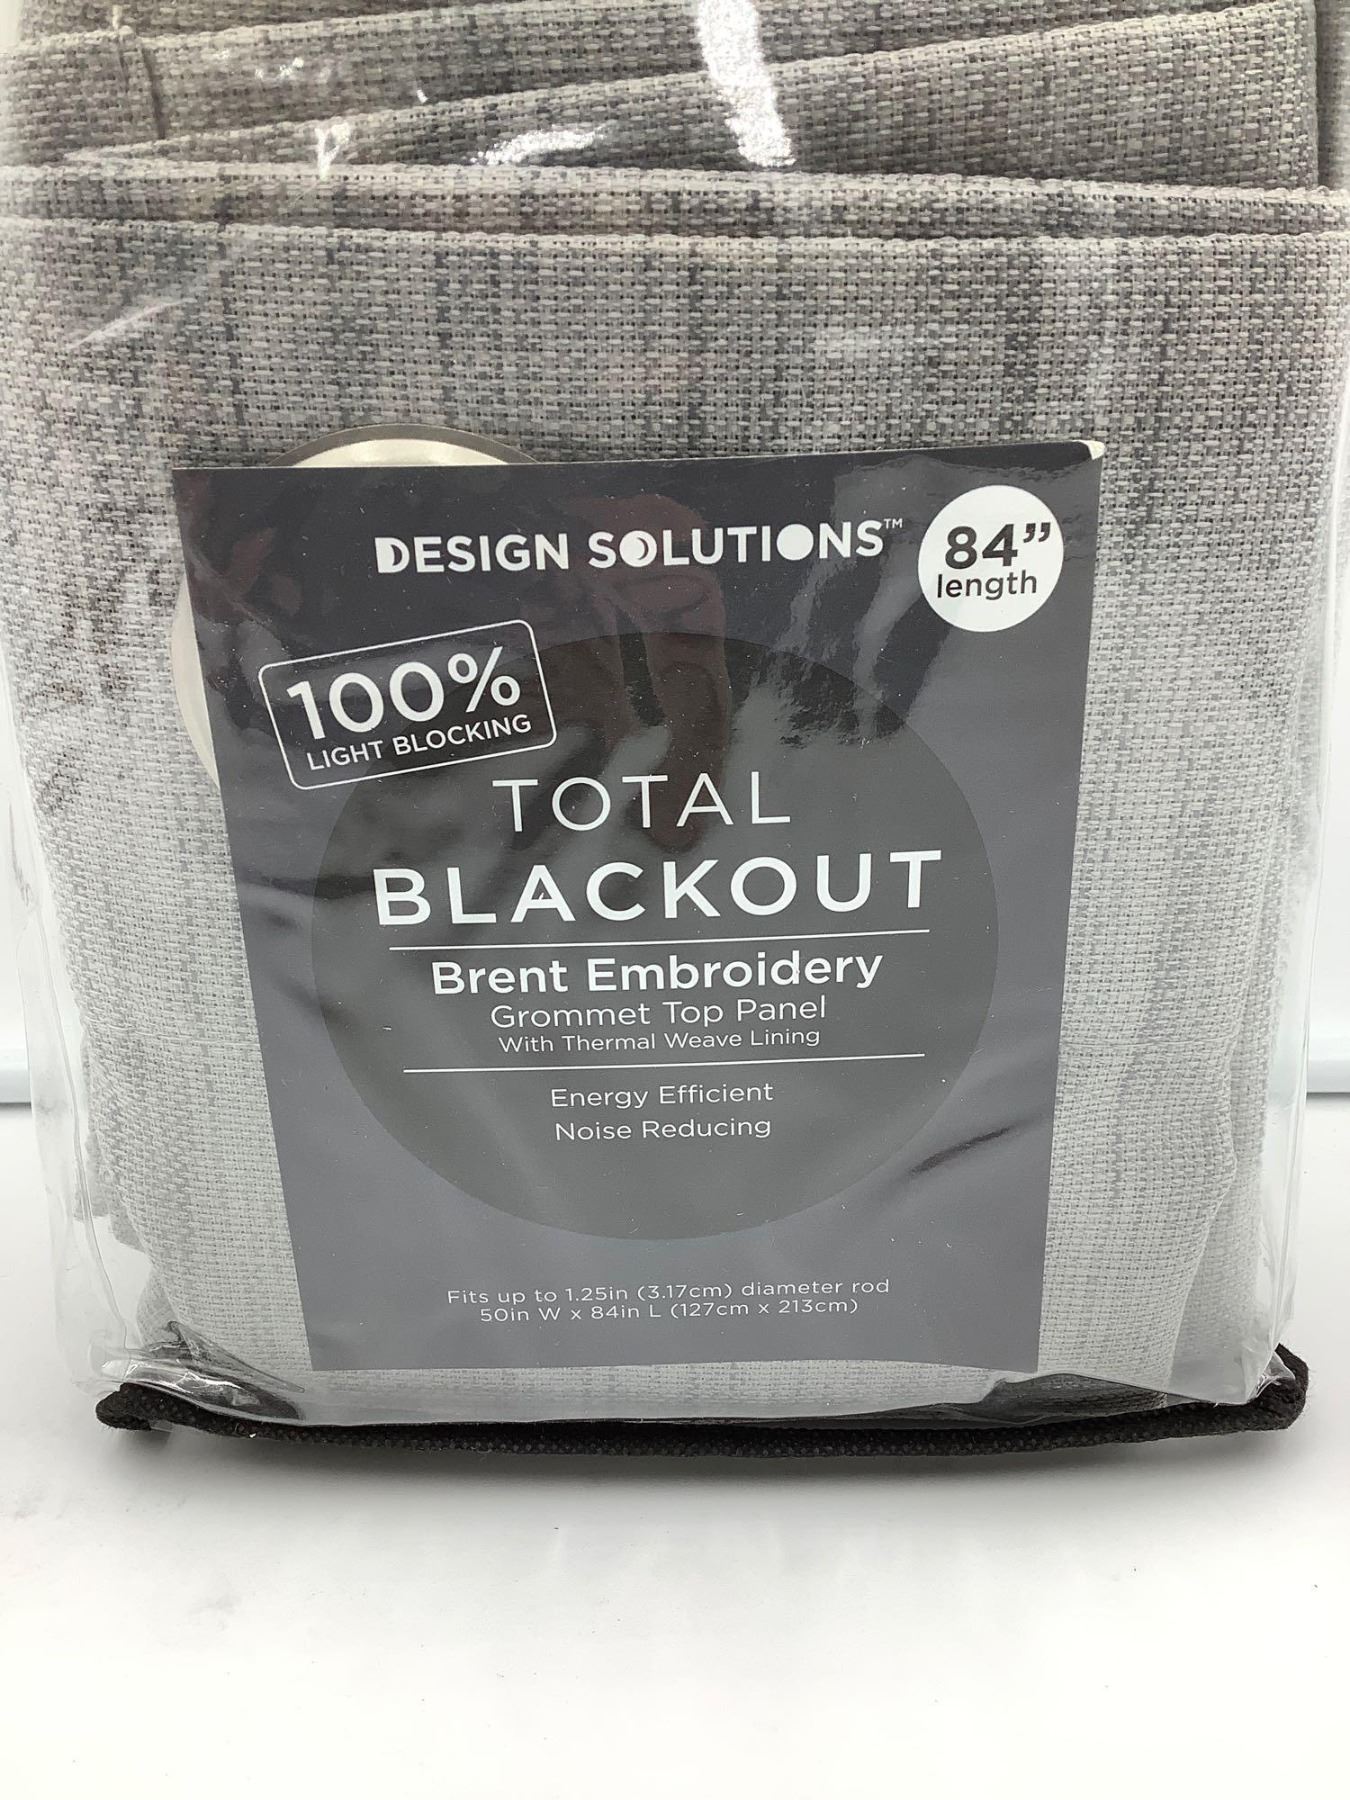 DESIGN SOLUTIONS™
84”
length
100%
LIGHT BLOCKING
TOTAL
BLACKOUT
Brent Embroidery
Grommet Top Panel
With Thermal Weave Lining
Energy Efficient
Noise Reducing
Fits up to 1.25in (3.17cm) diameter rod
50in W x 84in L (127cm x 213cm)